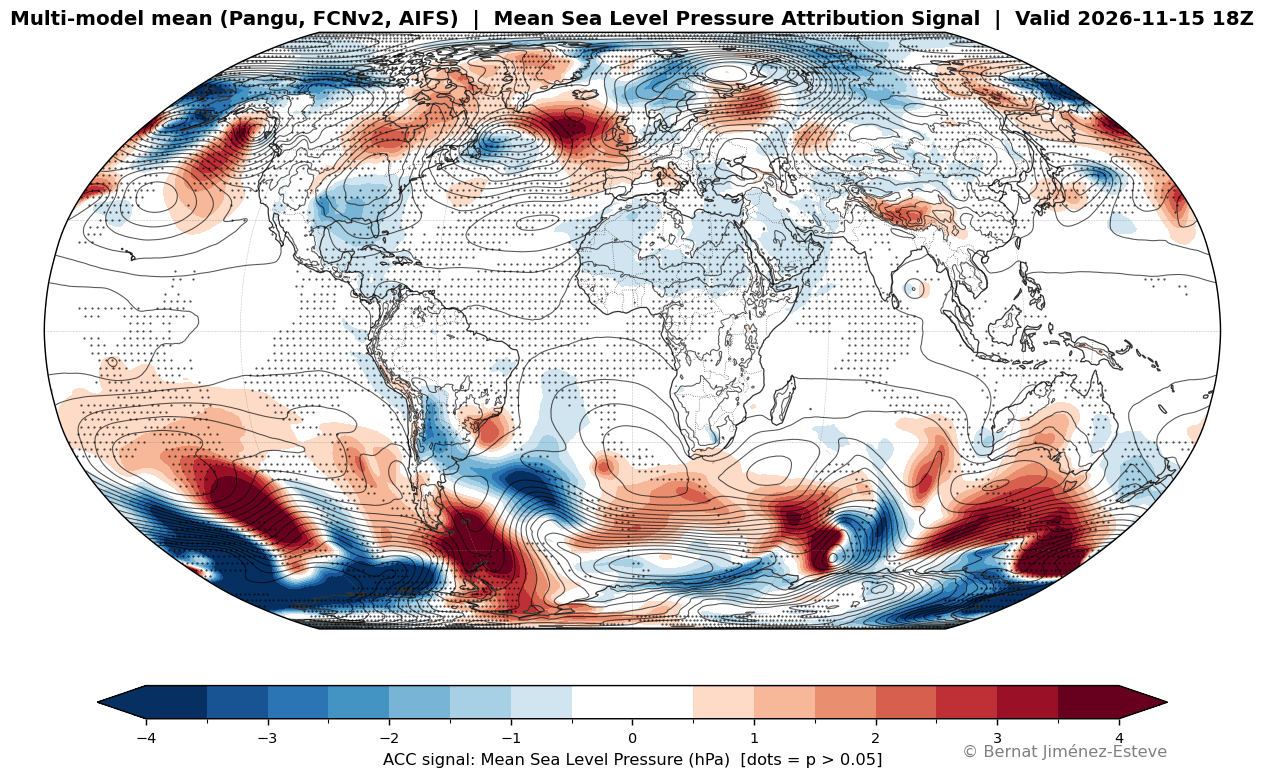 Multi-model mean (Pangu, FCNv2, AIFS)  |  Mean Sea Level Pressure Attribution Signal  |  Valid 2026-11-15 18Z
−4 −3 −2 −1 0 1 2 3 4
ACC signal: Mean Sea Level Pressure (hPa)  [dots = p > 0.05]
© Bernat Jiménez-Esteve